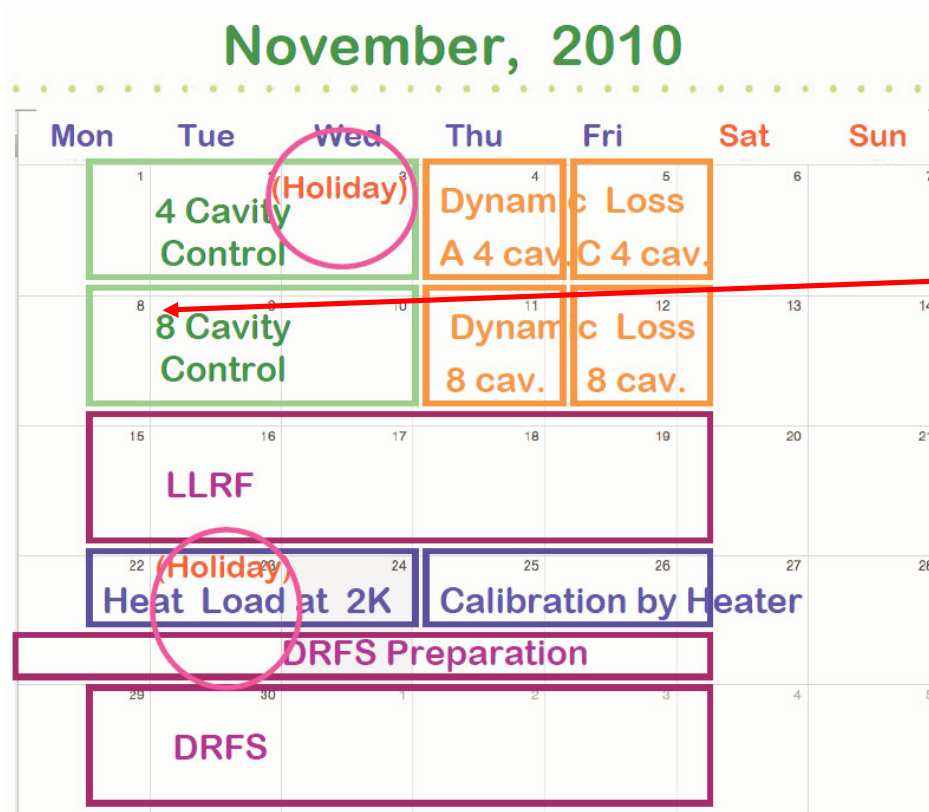 November, 2010
Mon Tue Wed Thu Fri Sat Sun
1 2 3 4 5 6 7
(Holiday)
4 Cavity
Control
Dynamic Loss
A 4 cav. C 4 cav.
8 9 10 11 12 13 14
8 Cavity
Control
Dynamic Loss
8 cav. 8 cav.
15 16 17 18 19 20 21
LLRF
22 23 24 25 26 27 28
(Holiday)
Heat Load at 2K Calibration by Heater
DRFS Preparation
29 30 1 2 3 4 5
DRFS